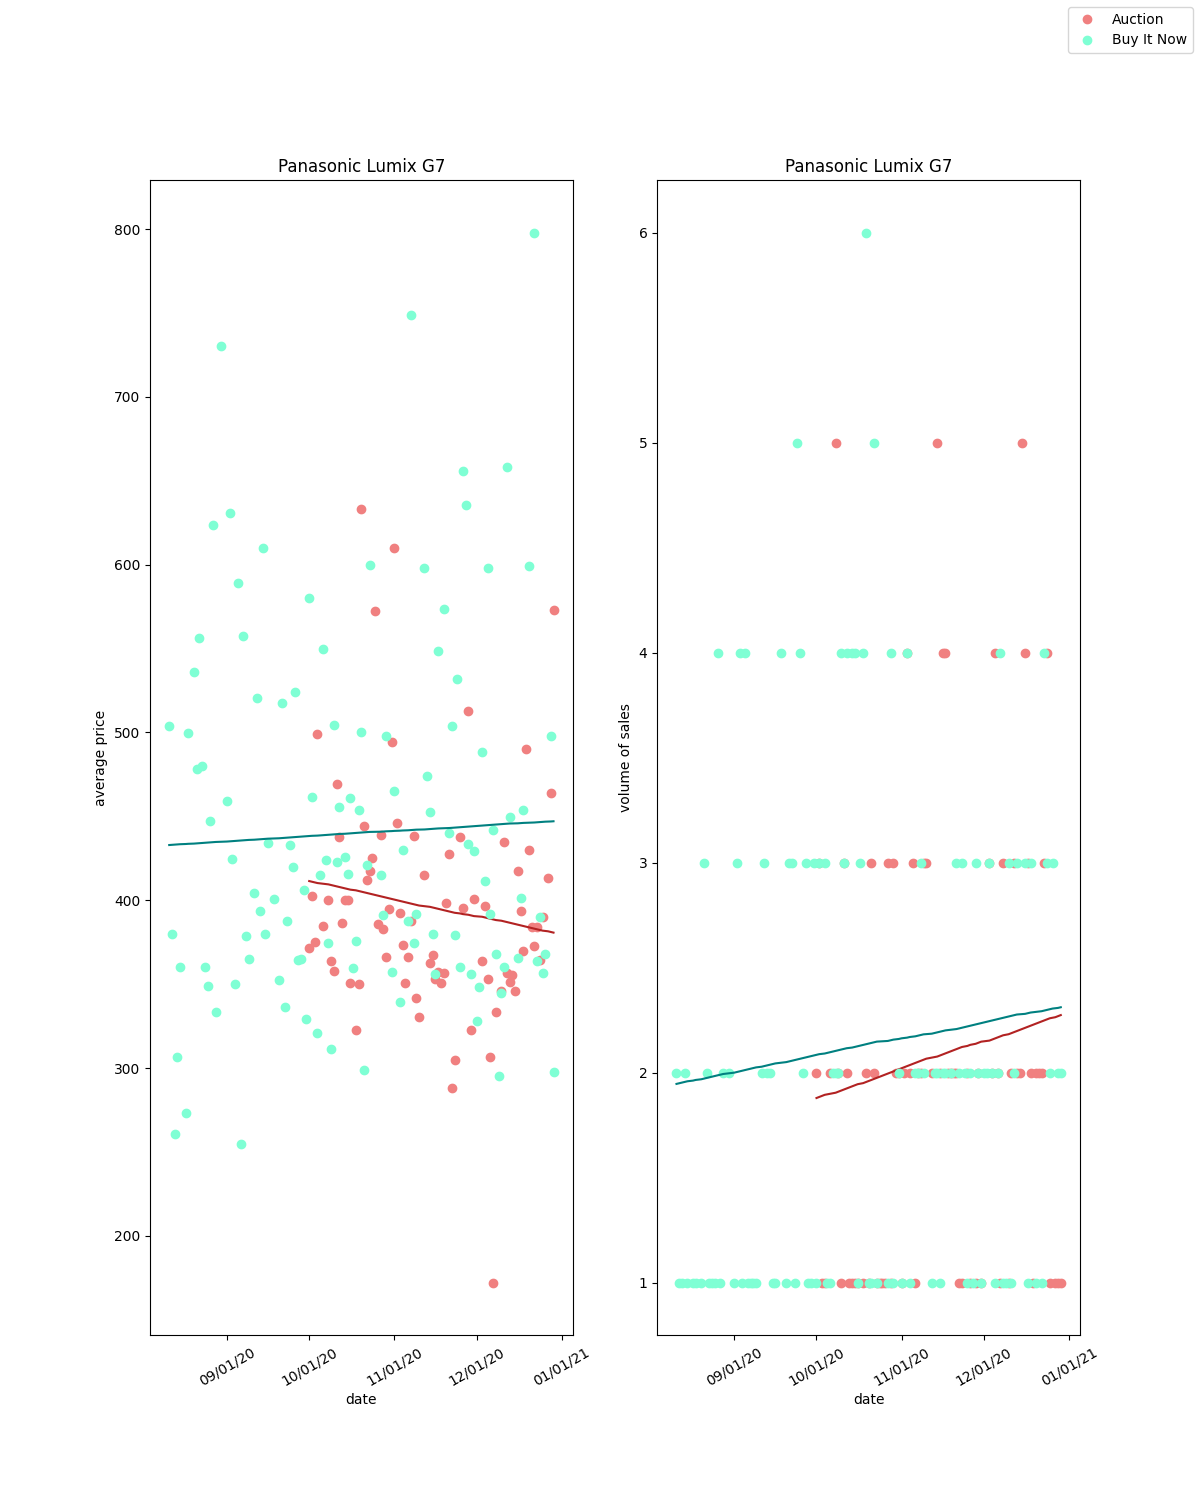 Auction
Buy It Now
Panasonic Lumix G7
800
700
600
500
400
300
200
average price
09/01/20
10/01/20
11/01/20
12/01/20
01/01/21
date
Panasonic Lumix G7
6
5
4
3
2
1
volume of sales
09/01/20
10/01/20
11/01/20
12/01/20
01/01/21
date